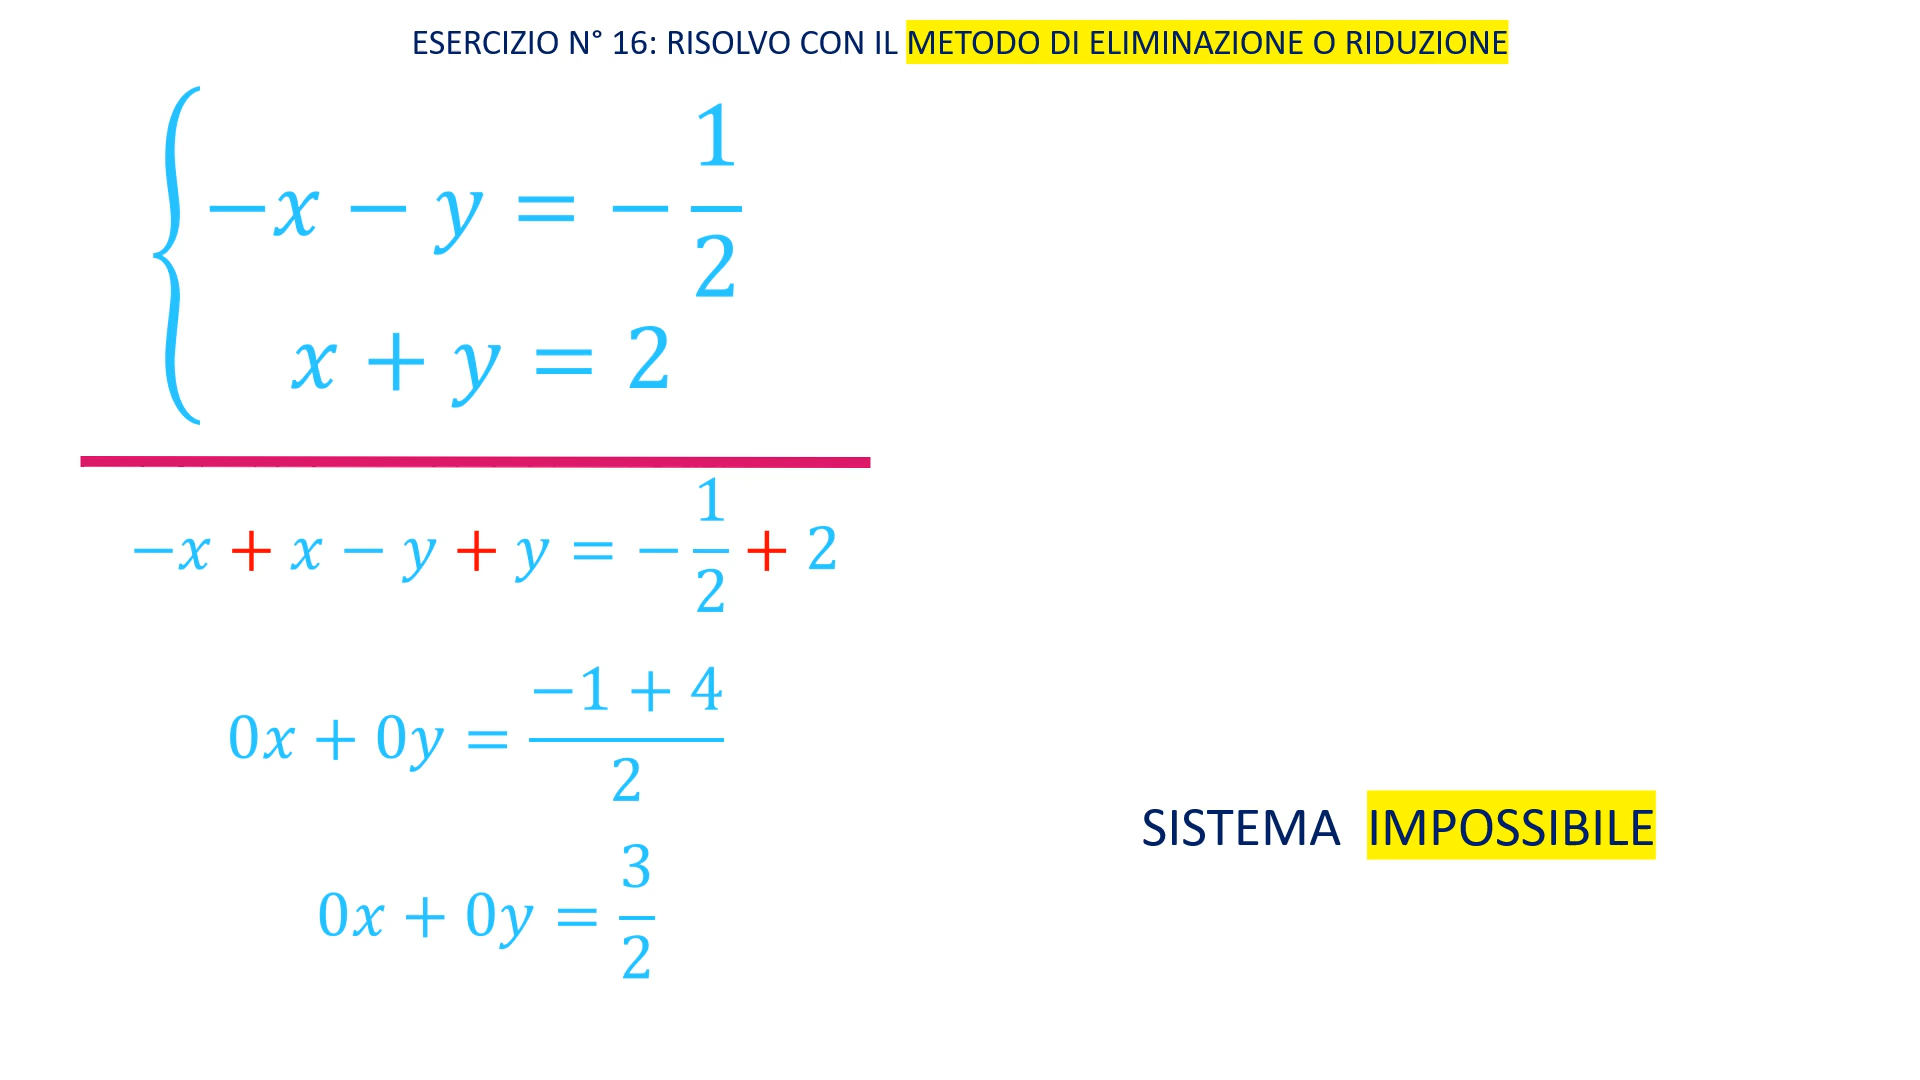 ESERCIZIO N° 16: RISOLVO CON IL METODO DI ELIMINAZIONE O RIDUZIONE
−x − y = −1/2
x + y = 2
−x + x − y + y = −1/2 + 2
0x + 0y = (−1 + 4)/2
SISTEMA IMPOSSIBILE
0x + 0y = 3/2